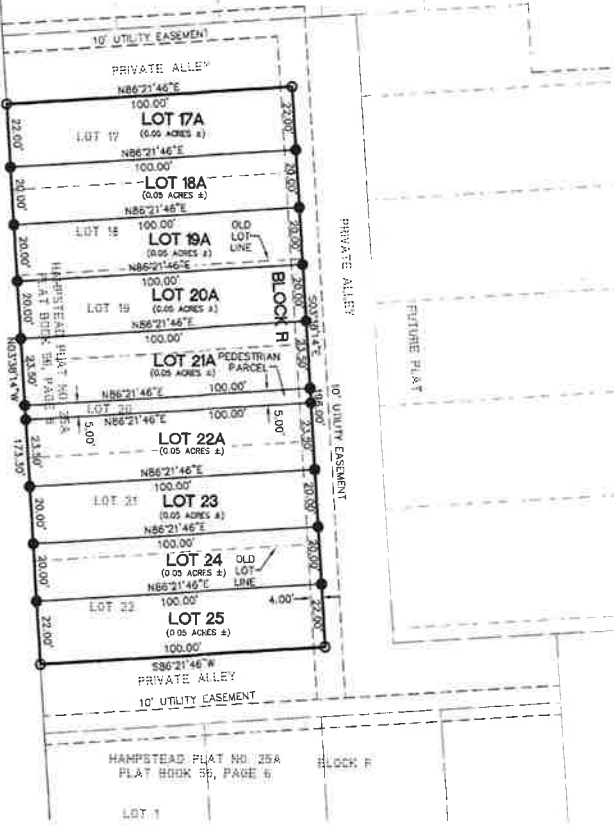 10' UTILITY EASEMENT
PRIVATE ALLEY
N86°21'46"E
100.00'
LOT 17A
(0.05 ACRES ±)
LOT 17
22.00'
22.00'
N86°21'46"E
100.00'
LOT 18A
(0.05 ACRES ±)
20.00'
20.00'
N86°21'46"E
100.00'
LOT 18
LOT 19A
(0.05 ACRES ±)
OLD
LOT
LINE
20.00'
20.00'
N86°21'46"E
100.00'
LOT 20A
(0.05 ACRES ±)
LOT 19
20.00'
20.00'
BLOCK R
N86°21'46"E
100.00'
LOT 21A
(0.05 ACRES ±)
PEDESTRIAN
PARCEL
23.50'
23.50'
N86°21'46"E
100.00'
LOT 20
N86°21'46"E
100.00'
5.00'
5.00'
LOT 22A
(0.05 ACRES ±)
23.50'
23.50'
N86°21'46"E
100.00'
LOT 21
LOT 23
(0.05 ACRES ±)
20.00'
20.00'
N86°21'46"E
100.00'
LOT 24
(0.05 ACRES ±)
OLD
LOT
LINE
20.00'
20.00'
N86°21'46"E
100.00'
LOT 22
LOT 25
(0.05 ACRES ±)
4.00'
22.00'
22.00'
100.00'
S86°21'46"W
PRIVATE ALLEY
10' UTILITY EASEMENT
HAMPSTEAD PLAT NO. 25A
PLAT BOOK 56, PAGE 6
N03°38'14"W
173.30'
S03°38'14"E
PRIVATE ALLEY
10' UTILITY EASEMENT
FUTURE PLAT
HAMPSTEAD PLAT NO. 25A
PLAT BOOK 56, PAGE 6
BLOCK R
LOT 1